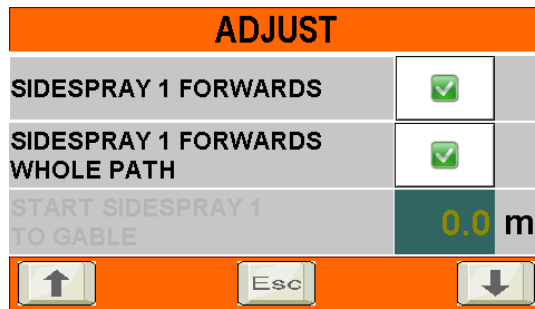 ADJUST
SIDESPRAY 1 FORWARDS
SIDESPRAY 1 FORWARDS
WHOLE PATH
START SIDESPRAY 1
TO GABLE
0.0 m
Esc